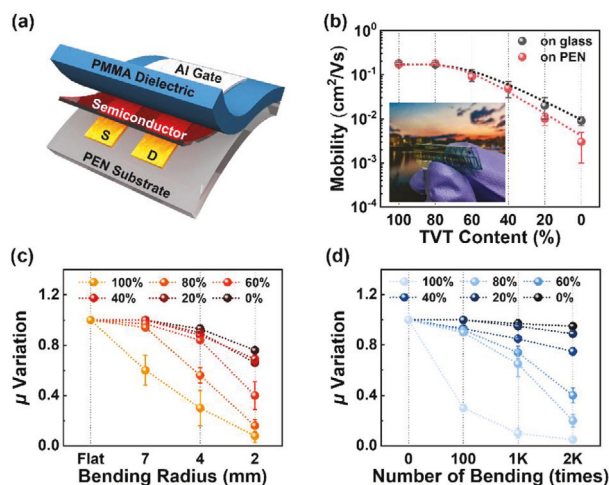 (a)
Al Gate
PMMA Dielectric
Semiconductor
S
D
PEN Substrate
(b)
Mobility (cm²/Vs)
10⁰
10⁻¹
10⁻²
10⁻³
10⁻⁴
on glass
on PEN
100 80 60 40 20 0
TVT Content (%)
(c)
μ Variation
1.2
0.8
0.4
0.0
100% 80% 60%
40% 20% 0%
Flat 7 4 2
Bending Radius (mm)
(d)
μ Variation
1.2
0.8
0.4
0.0
100% 80% 60%
40% 20% 0%
0 100 1K 2K
Number of Bending (times)